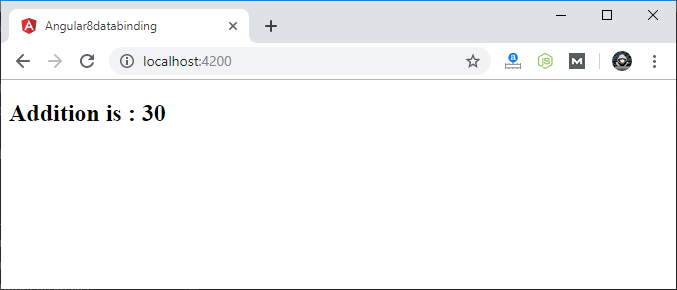 Angular8databinding
localhost:4200
Addition is : 30